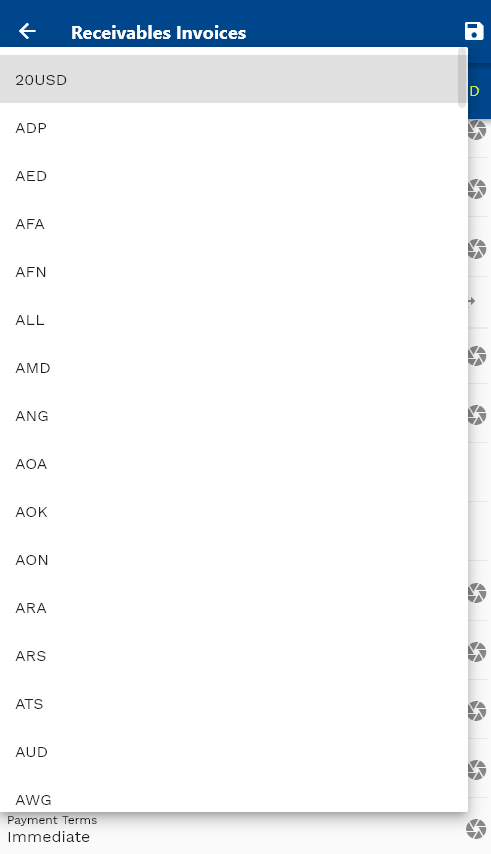 Receivables Invoices
20USD
D
ADP
AED
AFA
AFN
ALL
AMD
ANG
AOA
AOK
AON
ARA
ARS
ATS
AUD
AWG
Payment Terms
Immediate